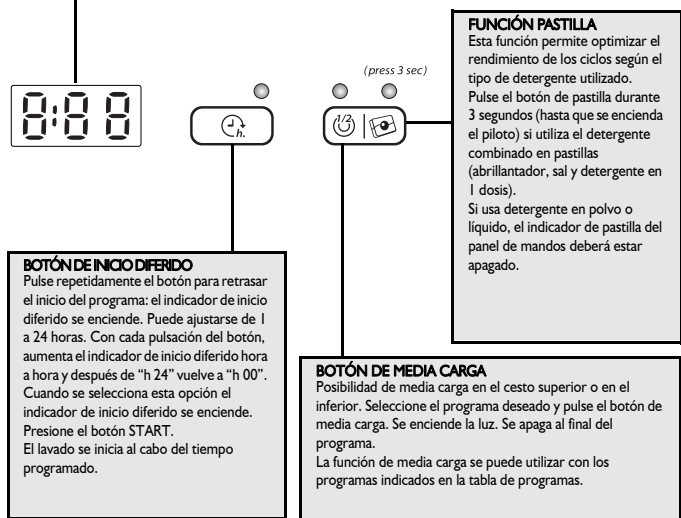 FUNCIÓN PASTILLA
Esta función permite optimizar el
rendimiento de los ciclos según el
tipo de detergente utilizado.
Pulse el botón de pastilla durante
3 segundos (hasta que se encienda
el piloto) si utiliza el detergente
combinado en pastillas
(abrillantador, sal y detergente en
1 dosis).
Si usa detergente en polvo o
líquido, el indicador de pastilla del
panel de mandos deberá estar
apagado.
(press 3 sec)
8:88
h.
1/2
BOTÓN DE INICIO DIFERIDO
Pulse repetidamente el botón para retrasar
el inicio del programa: el indicador de inicio
diferido se enciende. Puede ajustarse de 1
a 24 horas. Con cada pulsación del botón,
aumenta el indicador de inicio diferido hora
a hora y después de “h 24” vuelve a “h 00”.
Cuando se selecciona esta opción el
indicador de inicio diferido se enciende.
Presione el botón START.
El lavado se inicia al cabo del tiempo
programado.
BOTÓN DE MEDIA CARGA
Posibilidad de media carga en el cesto superior o en el
inferior. Seleccione el programa deseado y pulse el botón de
media carga. Se enciende la luz. Se apaga al final del
programa.
La función de media carga se puede utilizar con los
programas indicados en la tabla de programas.